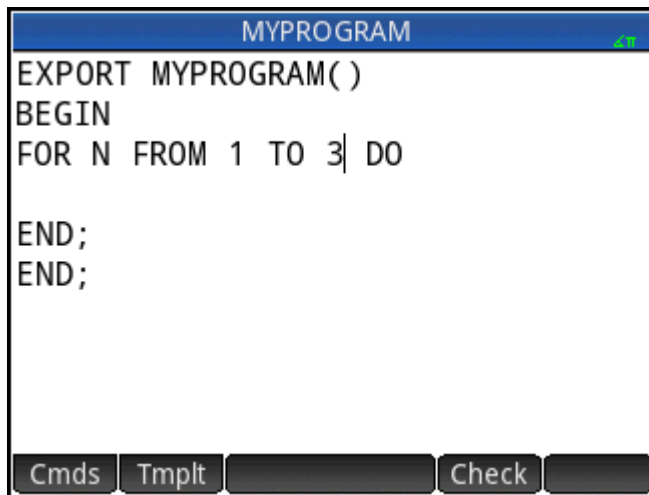 MYPROGRAM
∡π
EXPORT MYPROGRAM()
BEGIN
FOR N FROM 1 TO 3 DO
END;
END;
Cmds Tmplt Check